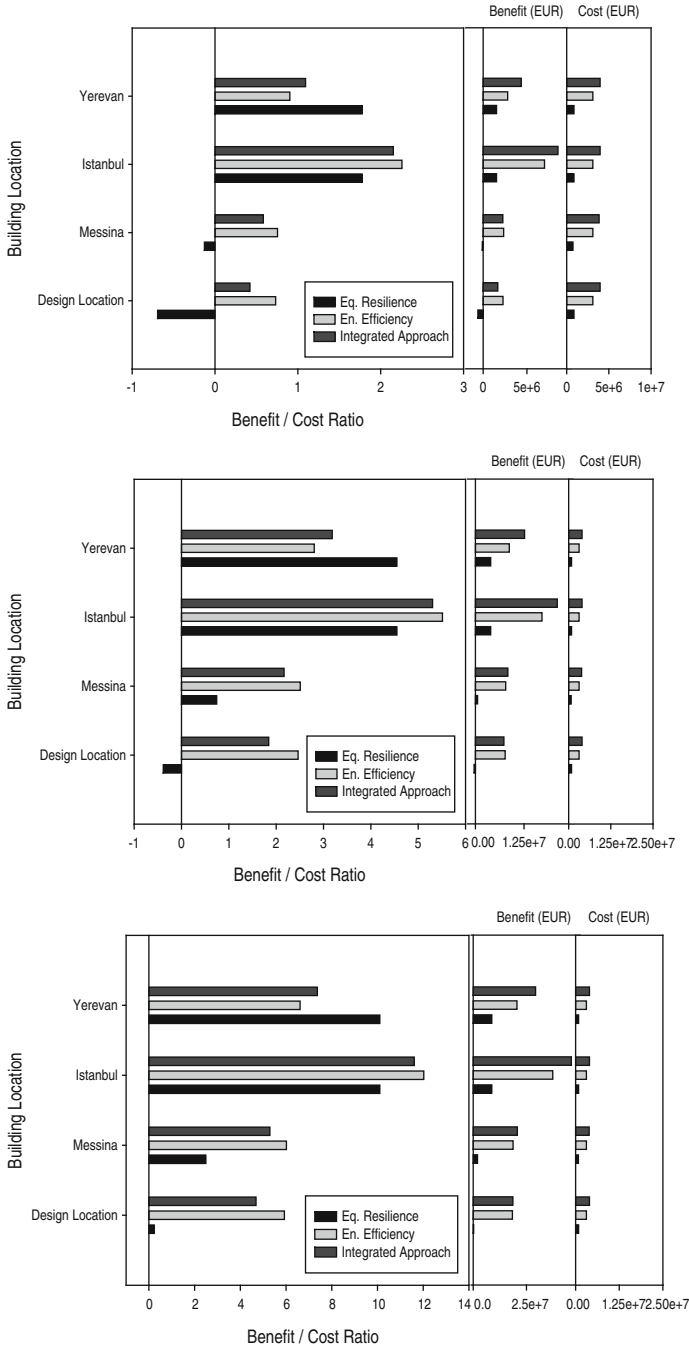 Benefit (EUR) Cost (EUR)
Building Location
Yerevan
Istanbul
Messina
Design Location
Eq. Resilience
En. Efficiency
Integrated Approach
-1 0 1 2 3 0 5e+6 0 5e+6 1e+7
Benefit / Cost Ratio
Benefit (EUR) Cost (EUR)
Building Location
Yerevan
Istanbul
Messina
Design Location
Eq. Resilience
En. Efficiency
Integrated Approach
-1 0 1 2 3 4 5 6 0.00 1.25e+7 0.00 1.25e+7 2.50e+7
Benefit / Cost Ratio
Benefit (EUR) Cost (EUR)
Building Location
Yerevan
Istanbul
Messina
Design Location
Eq. Resilience
En. Efficiency
Integrated Approach
0 2 4 6 8 10 12 14 0.0 2.5e+7 0.00 1.25e+7 2.50e+7
Benefit / Cost Ratio